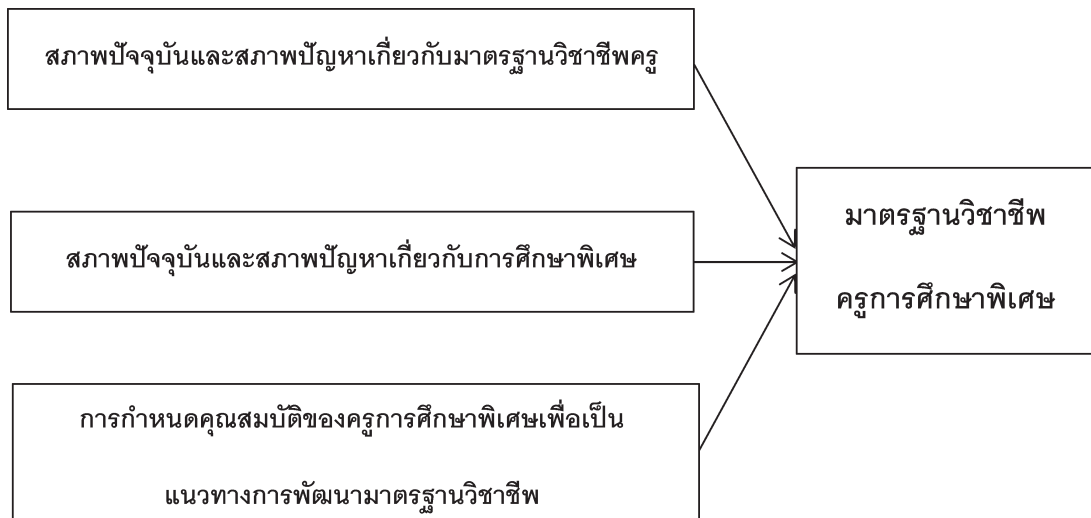 สภาพปัจจุบันและสภาพปัญหาเกี่ยวกับมาตรฐานวิชาชีพครู
สภาพปัจจุบันและสภาพปัญหาเกี่ยวกับการศึกษาพิเศษ
การกำหนดคุณสมบัติของครูการศึกษาพิเศษเพื่อเป็น
แนวทางการพัฒนามาตรฐานวิชาชีพ
มาตรฐานวิชาชีพ
ครูการศึกษาพิเศษ